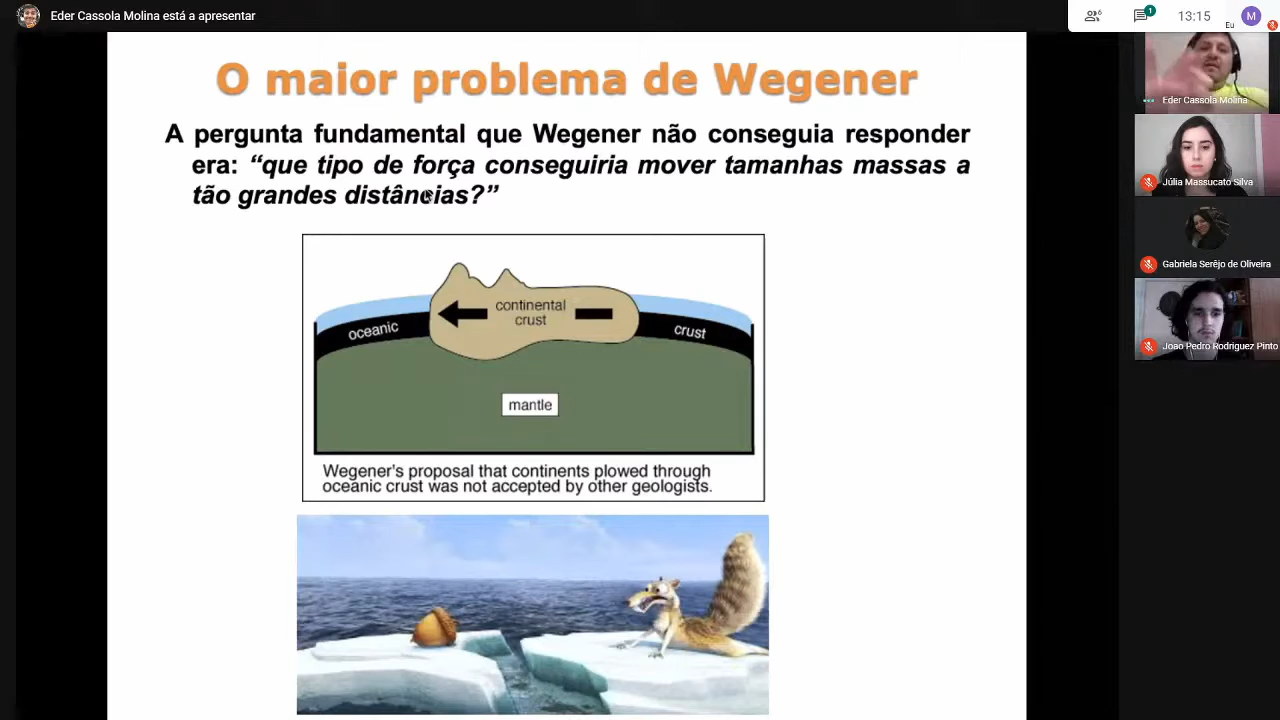 Eder Cassola Molina está a apresentar
6
1
13:15
Eu
M
O maior problema de Wegener
A pergunta fundamental que Wegener não conseguia responder
era: “que tipo de força conseguiria mover tamanhas massas a
tão grandes distâncias?”
continental
crust
oceanic
crust
mantle
Wegener's proposal that continents plowed through
oceanic crust was not accepted by other geologists.
Eder Cassola Molina
Júlia Massucato Silva
Gabriela Serêjo de Oliveira
Joao Pedro Rodriguez Pinto